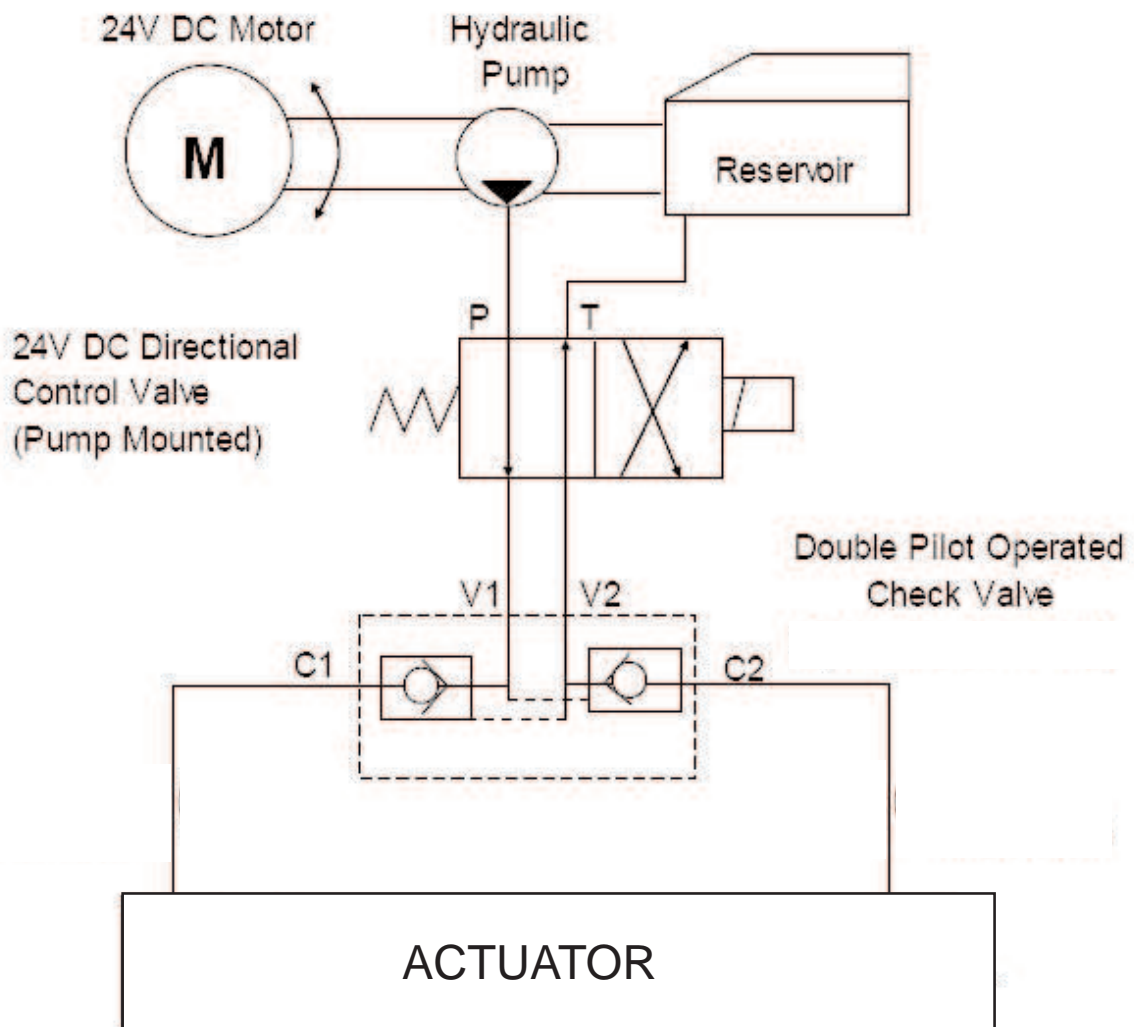 24V DC Motor
Hydraulic
Pump
M
Reservoir
P
T
24V DC Directional
Control Valve
(Pump Mounted)
Double Pilot Operated
Check Valve
V1
V2
C1
C2
ACTUATOR